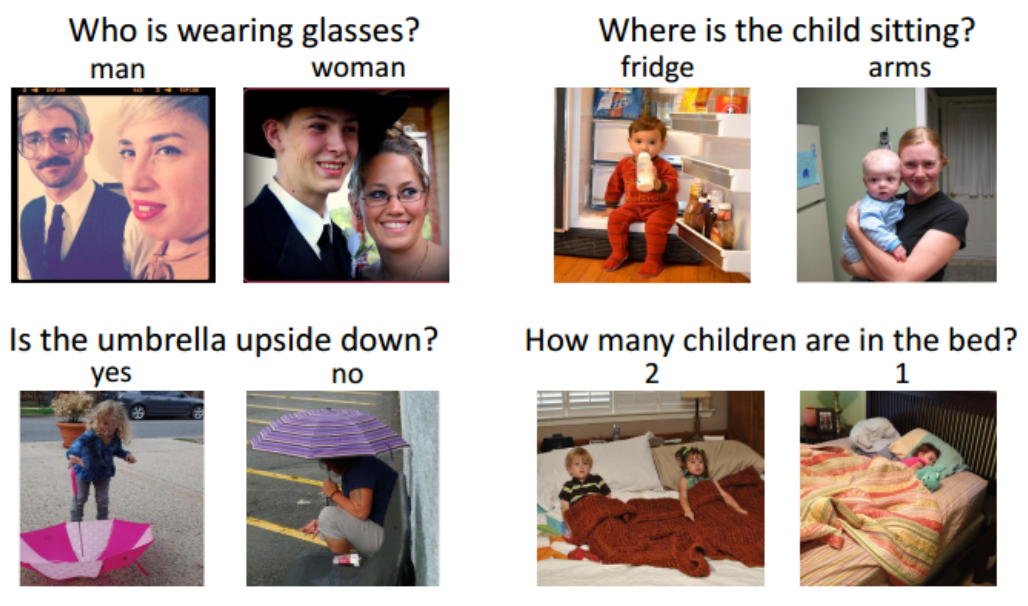 Who is wearing glasses?
man woman
Where is the child sitting?
fridge arms
Is the umbrella upside down?
yes no
How many children are in the bed?
2 1